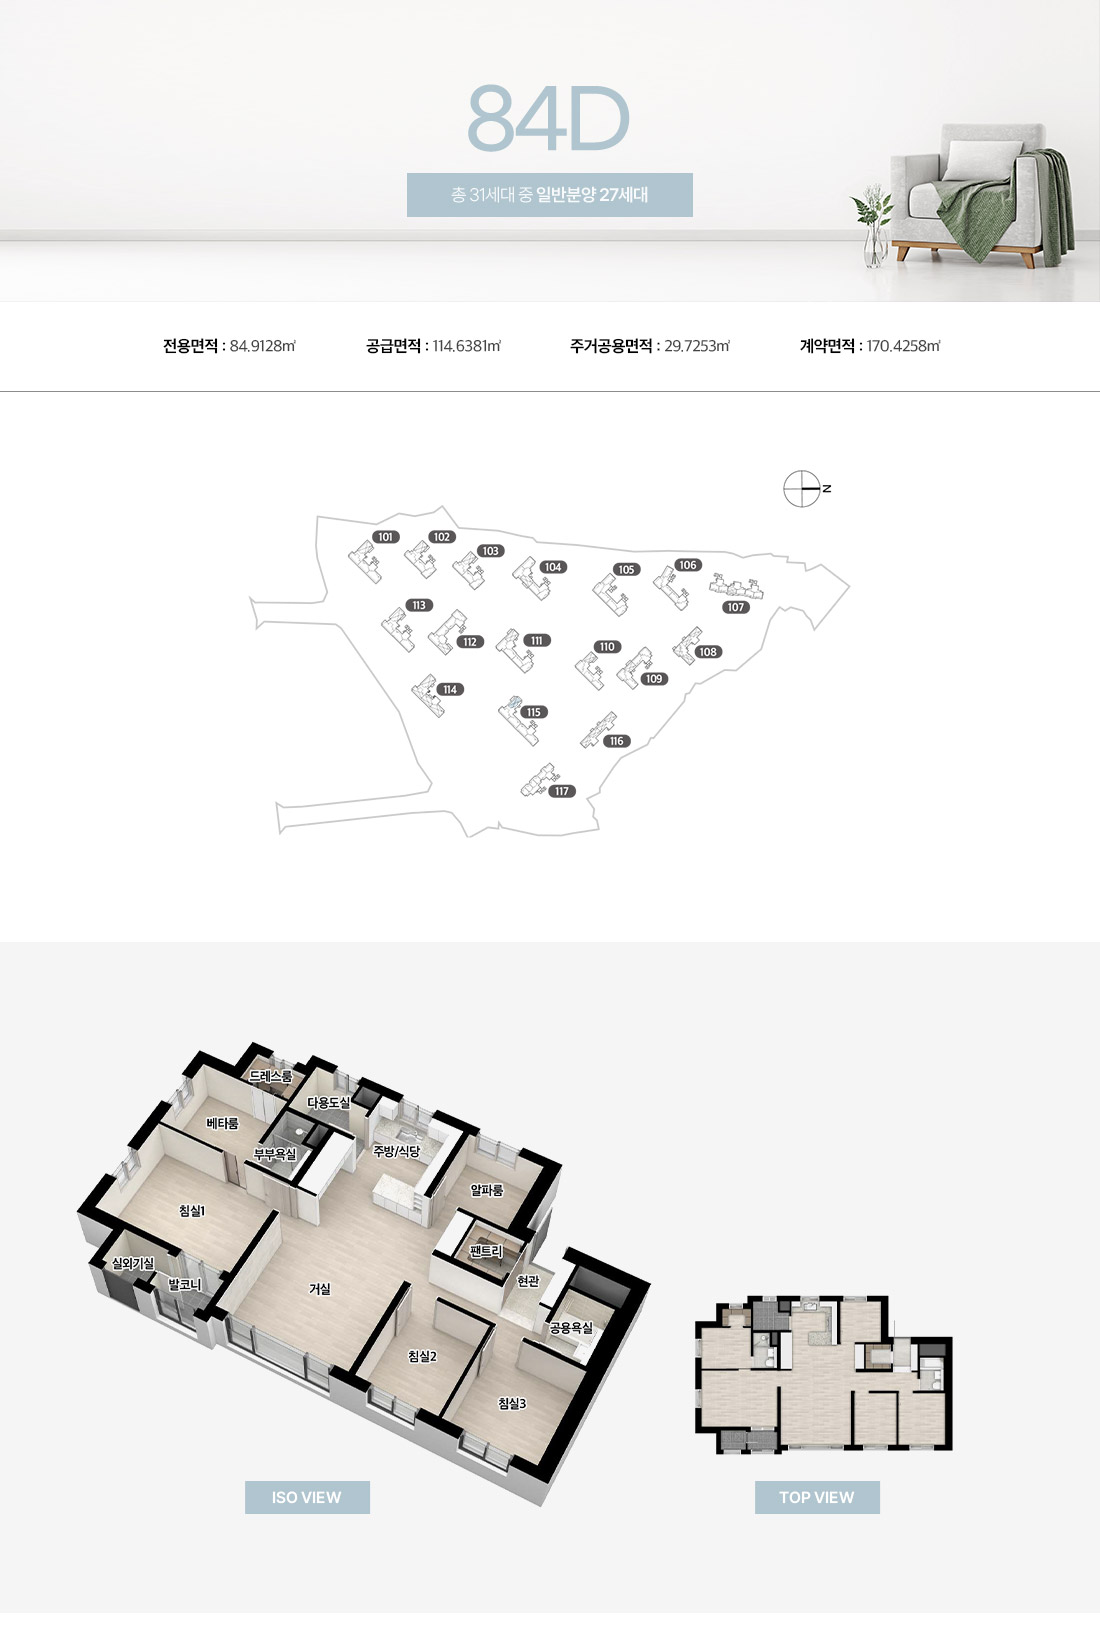 84D
총 31세대 중 일반분양 27세대
전용면적 : 84.9128㎡
공급면적 : 114.6381㎡
주거공용면적 : 29.7253㎡
계약면적 : 170.4258㎡
N
101
102
103
104
105
106
107
113
112
111
110
109
108
114
115
116
117
드레스룸
다용도실
베타룸
부부욕실
주방/식당
알파룸
침실1
팬트리
현관
실외기실
발코니
거실
공용욕실
침실2
침실3
ISO VIEW
TOP VIEW